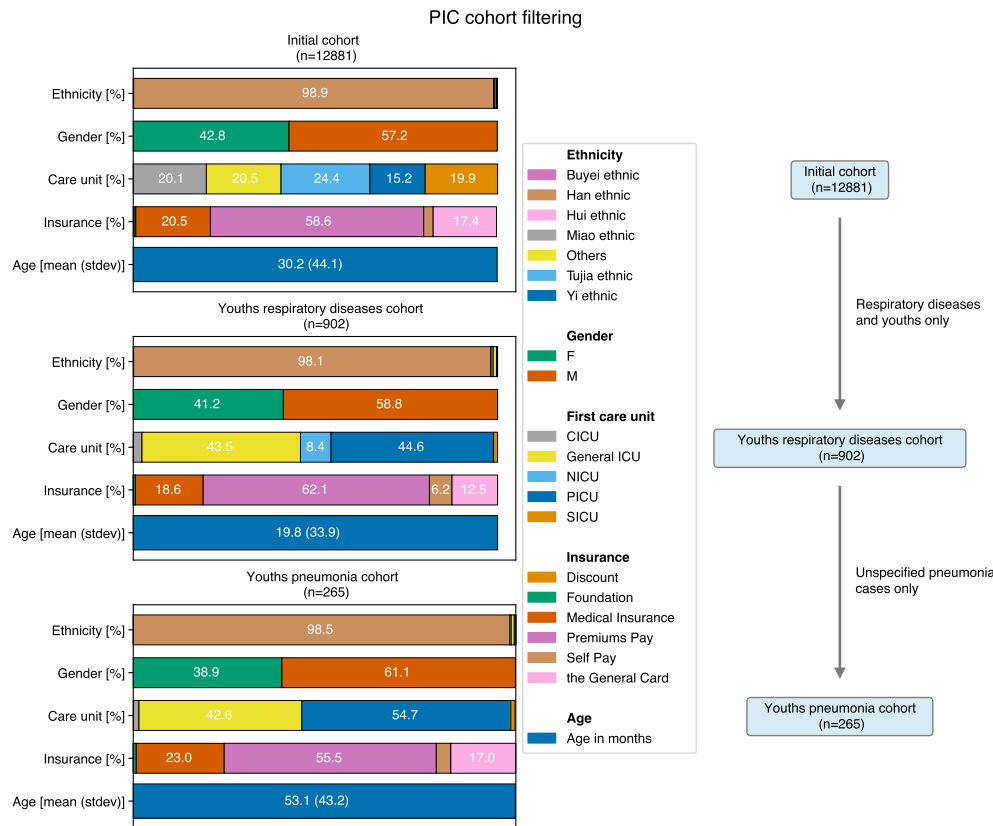 PIC cohort filtering
Initial cohort
(n=12881)
Ethnicity [%]
98.9
Gender [%]
42.8 57.2
Care unit [%]
20.1 20.5 24.4 15.2 19.9
Insurance [%]
20.5 58.6 17.4
Age [mean (stdev)]
30.2 (44.1)
Youths respiratory diseases cohort
(n=902)
Ethnicity [%]
98.1
Gender [%]
41.2 58.8
Care unit [%]
43.5 8.4 44.6
Insurance [%]
18.6 62.1 6.2 12.5
Age [mean (stdev)]
19.8 (33.9)
Youths pneumonia cohort
(n=265)
Ethnicity [%]
98.5
Gender [%]
38.9 61.1
Care unit [%]
42.6 54.7
Insurance [%]
23.0 55.5 17.0
Age [mean (stdev)]
53.1 (43.2)
Ethnicity
Buyei ethnic
Han ethnic
Hui ethnic
Miao ethnic
Others
Tujia ethnic
Yi ethnic
Gender
F
M
First care unit
CICU
General ICU
NICU
PICU
SICU
Insurance
Discount
Foundation
Medical Insurance
Premiums Pay
Self Pay
the General Card
Age
Age in months
Initial cohort
(n=12881)
Respiratory diseases
and youths only
Youths respiratory diseases cohort
(n=902)
Unspecified pneumonia
cases only
Youths pneumonia cohort
(n=265)